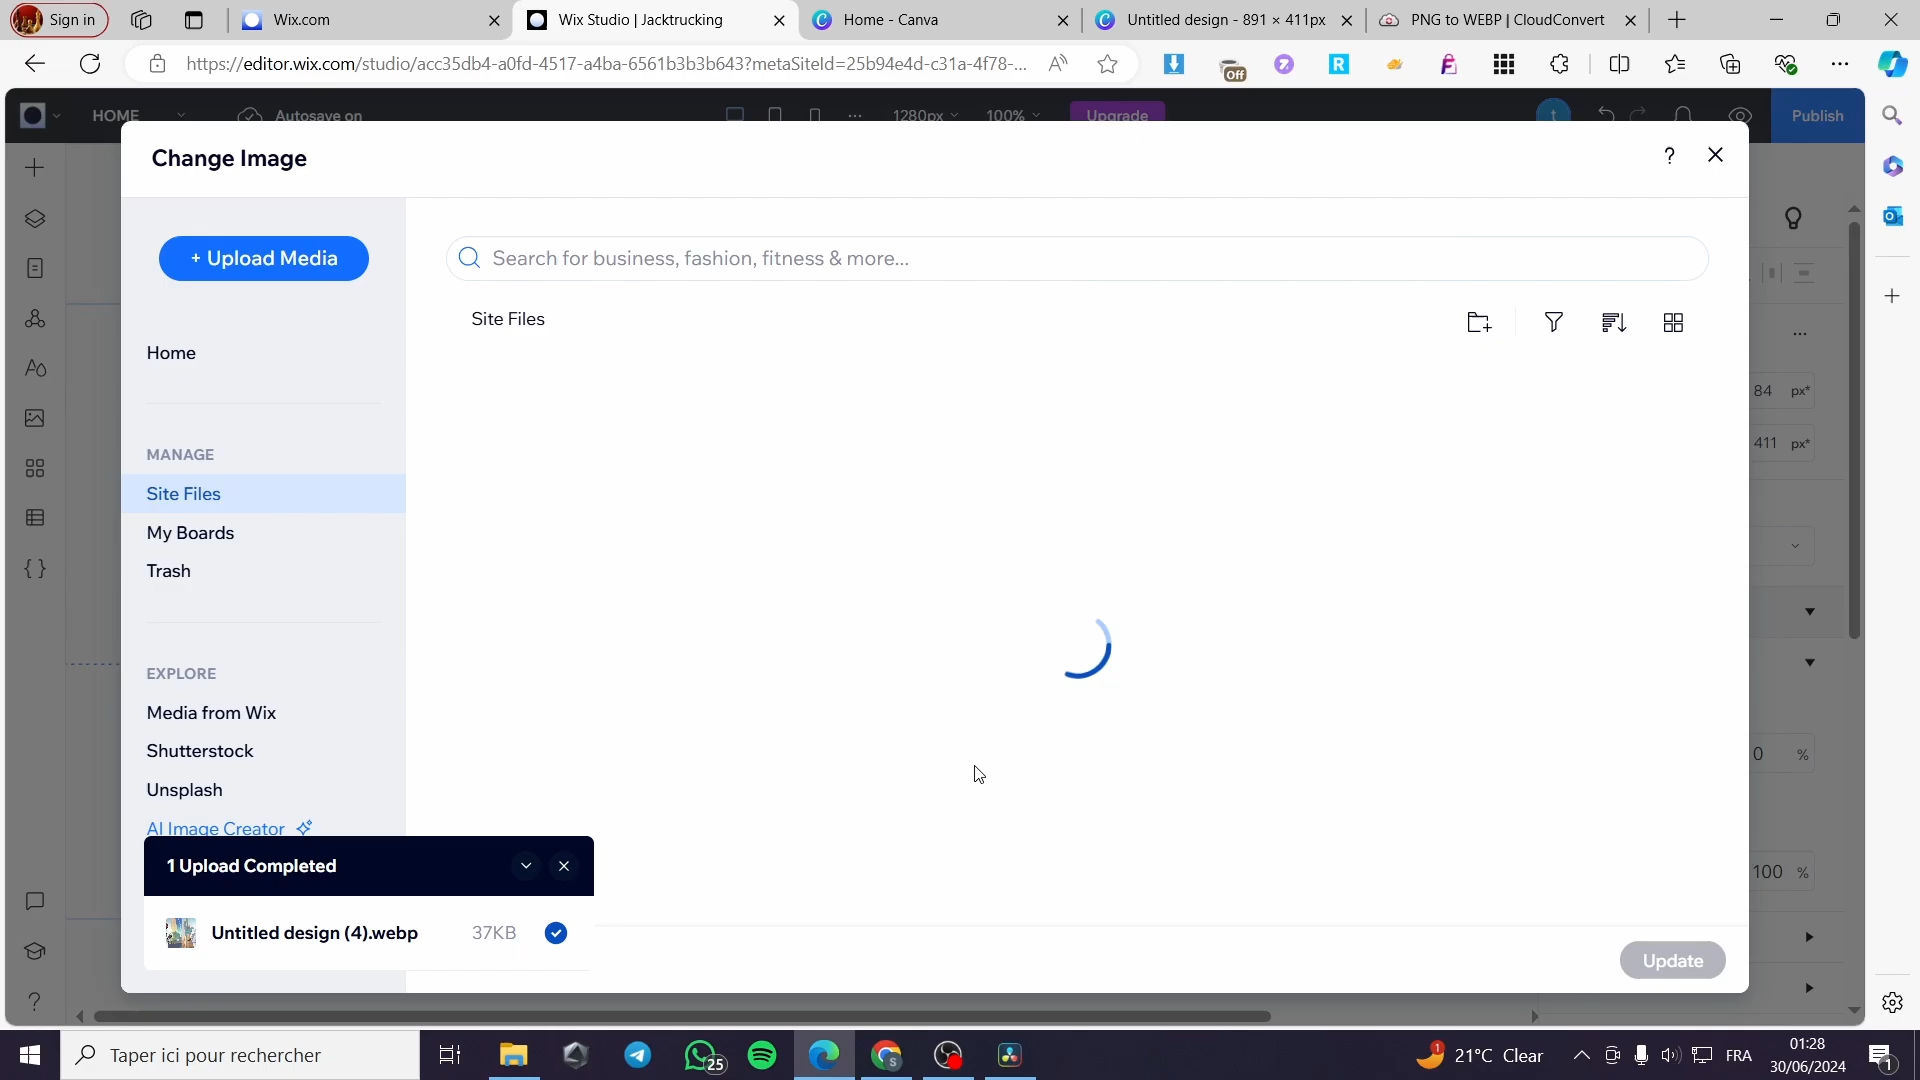 Sign in
Wix.com
Wix Studio | Jacktrucking
Home - Canva
Untitled design - 891 × 411px
PNG to WEBP | CloudConvert
https://editor.wix.com/studio/acc35db4-a0fd-4517-a4ba-6561b3b3b643?metaSiteId=25b94e4d-c31a-4f78-...
Off
HOME
Autosave on
1280px
100%
Upgrade
t
Publish
Change Image
?
+ Upload Media
Search for business, fashion, fitness & more...
Site Files
Home
84 px*
411 px*
MANAGE
Site Files
My Boards
Trash
EXPLORE
Media from Wix
Shutterstock
Unsplash
AI Image Creator
0 %
100 %
1 Upload Completed
Untitled design (4).webp 37KB
Update
Taper ici pour rechercher
25
1
21°C Clear
FRA
01:28
30/06/2024
1